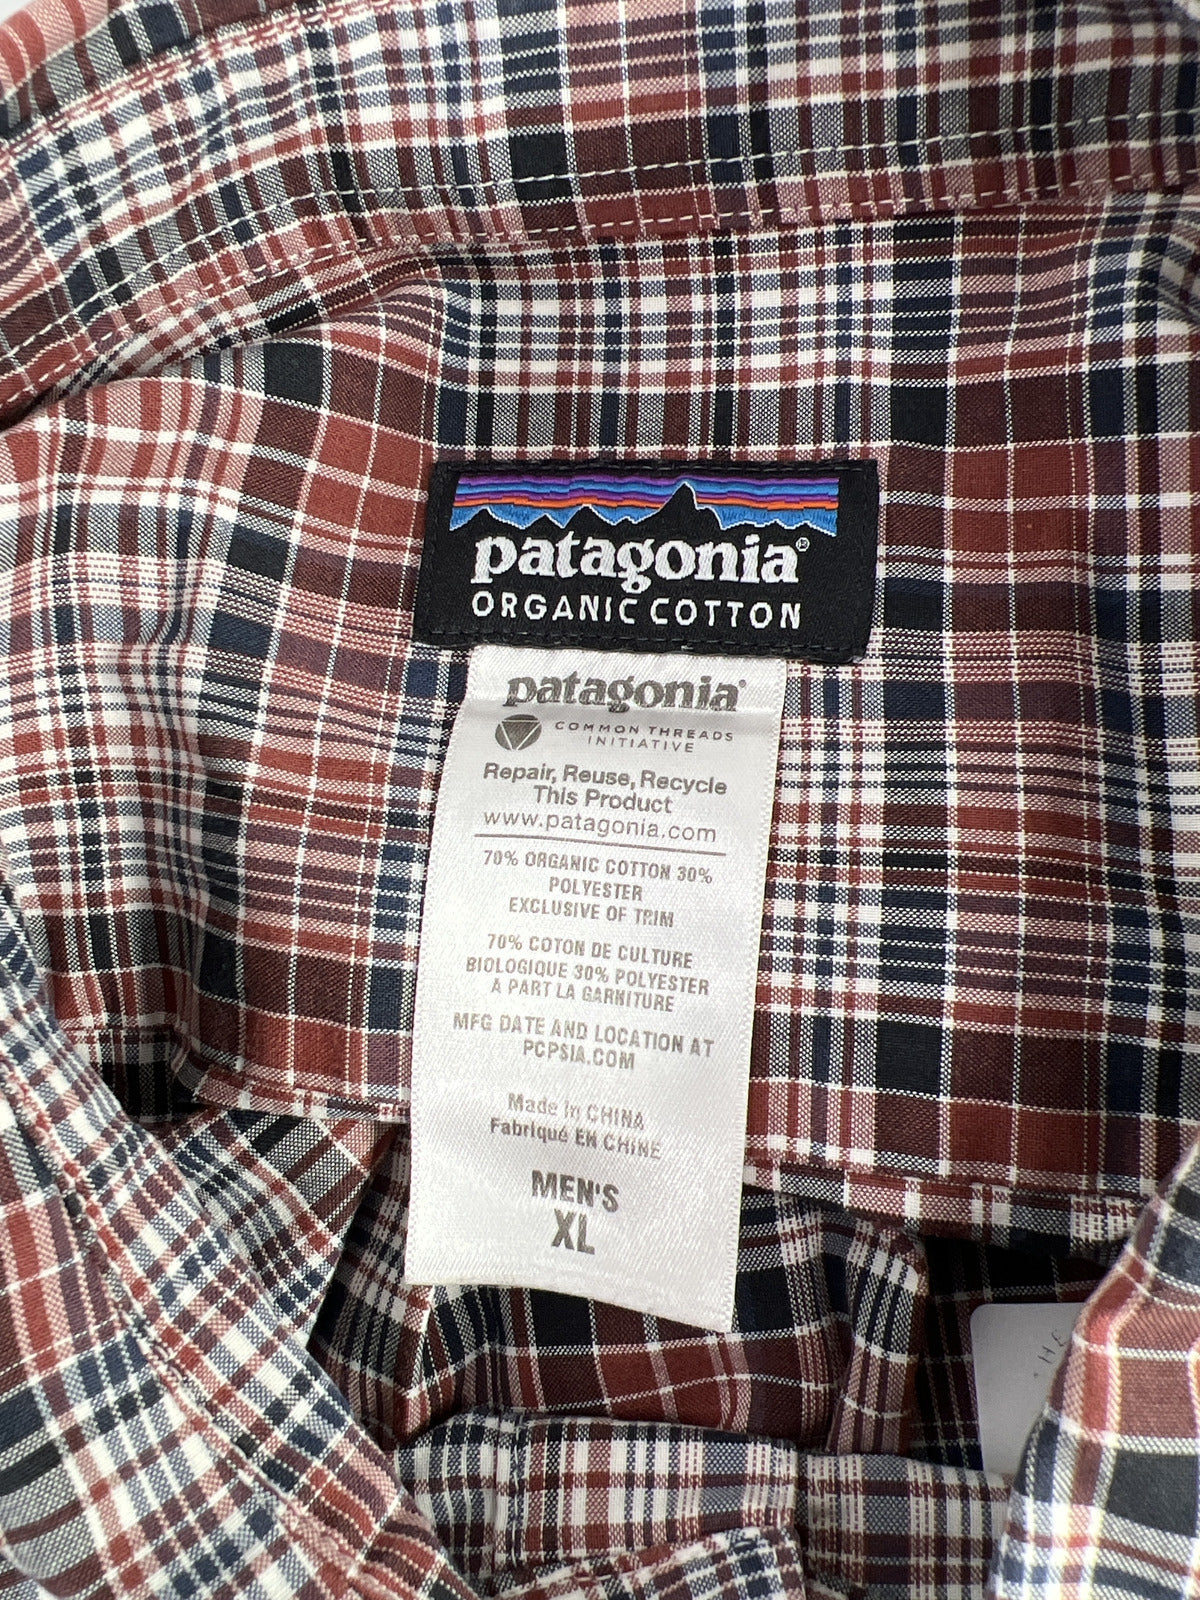 patagonia®
ORGANIC COTTON
patagonia®
COMMON THREADS
INITIATIVE
Repair, Reuse, Recycle
This Product
www.patagonia.com
70% ORGANIC COTTON 30%
POLYESTER
EXCLUSIVE OF TRIM
70% COTON DE CULTURE
BIOLOGIQUE 30% POLYESTER
A PART LA GARNITURE
MFG DATE AND LOCATION AT
PCPSIA.COM
Made in CHINA
Fabriqué EN CHINE
MEN'S
XL